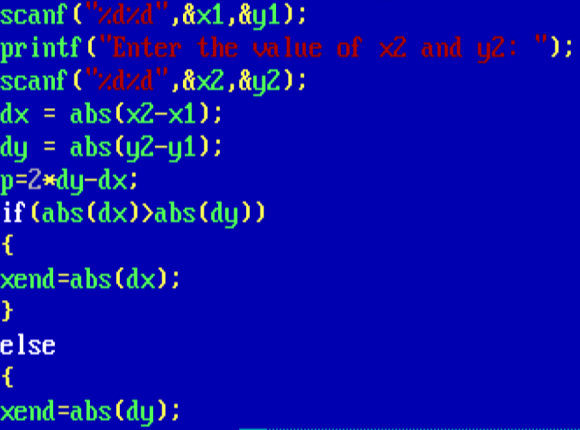 scanf("%d%d",&x1,&y1);
printf("Enter the value of x2 and y2: ");
scanf("%d%d",&x2,&y2);
dx = abs(x2-x1);
dy = abs(y2-y1);
p=2*dy-dx;
if(abs(dx)>abs(dy))
{
xend=abs(dx);
}
else
{
xend=abs(dy);